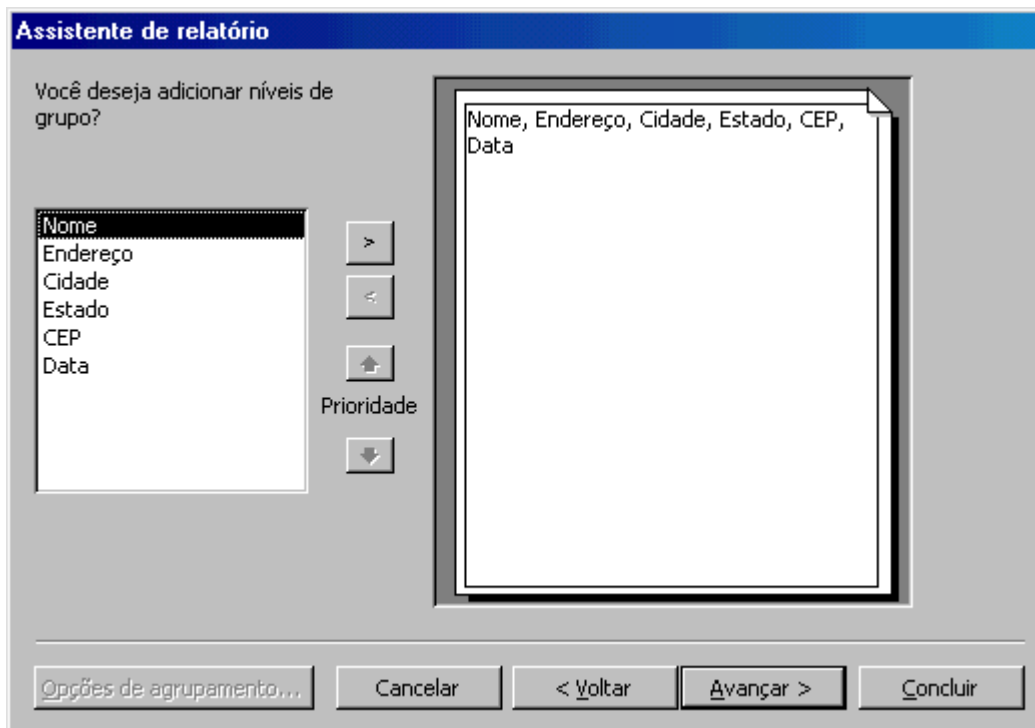 Assistente de relatório
Você deseja adicionar níveis de
grupo?
Nome
Endereço
Cidade
Estado
CEP
Data
>
<
Prioridade
Nome, Endereço, Cidade, Estado, CEP,
Data
Opções de agrupamento...
Cancelar
< Voltar
Avançar >
Concluir